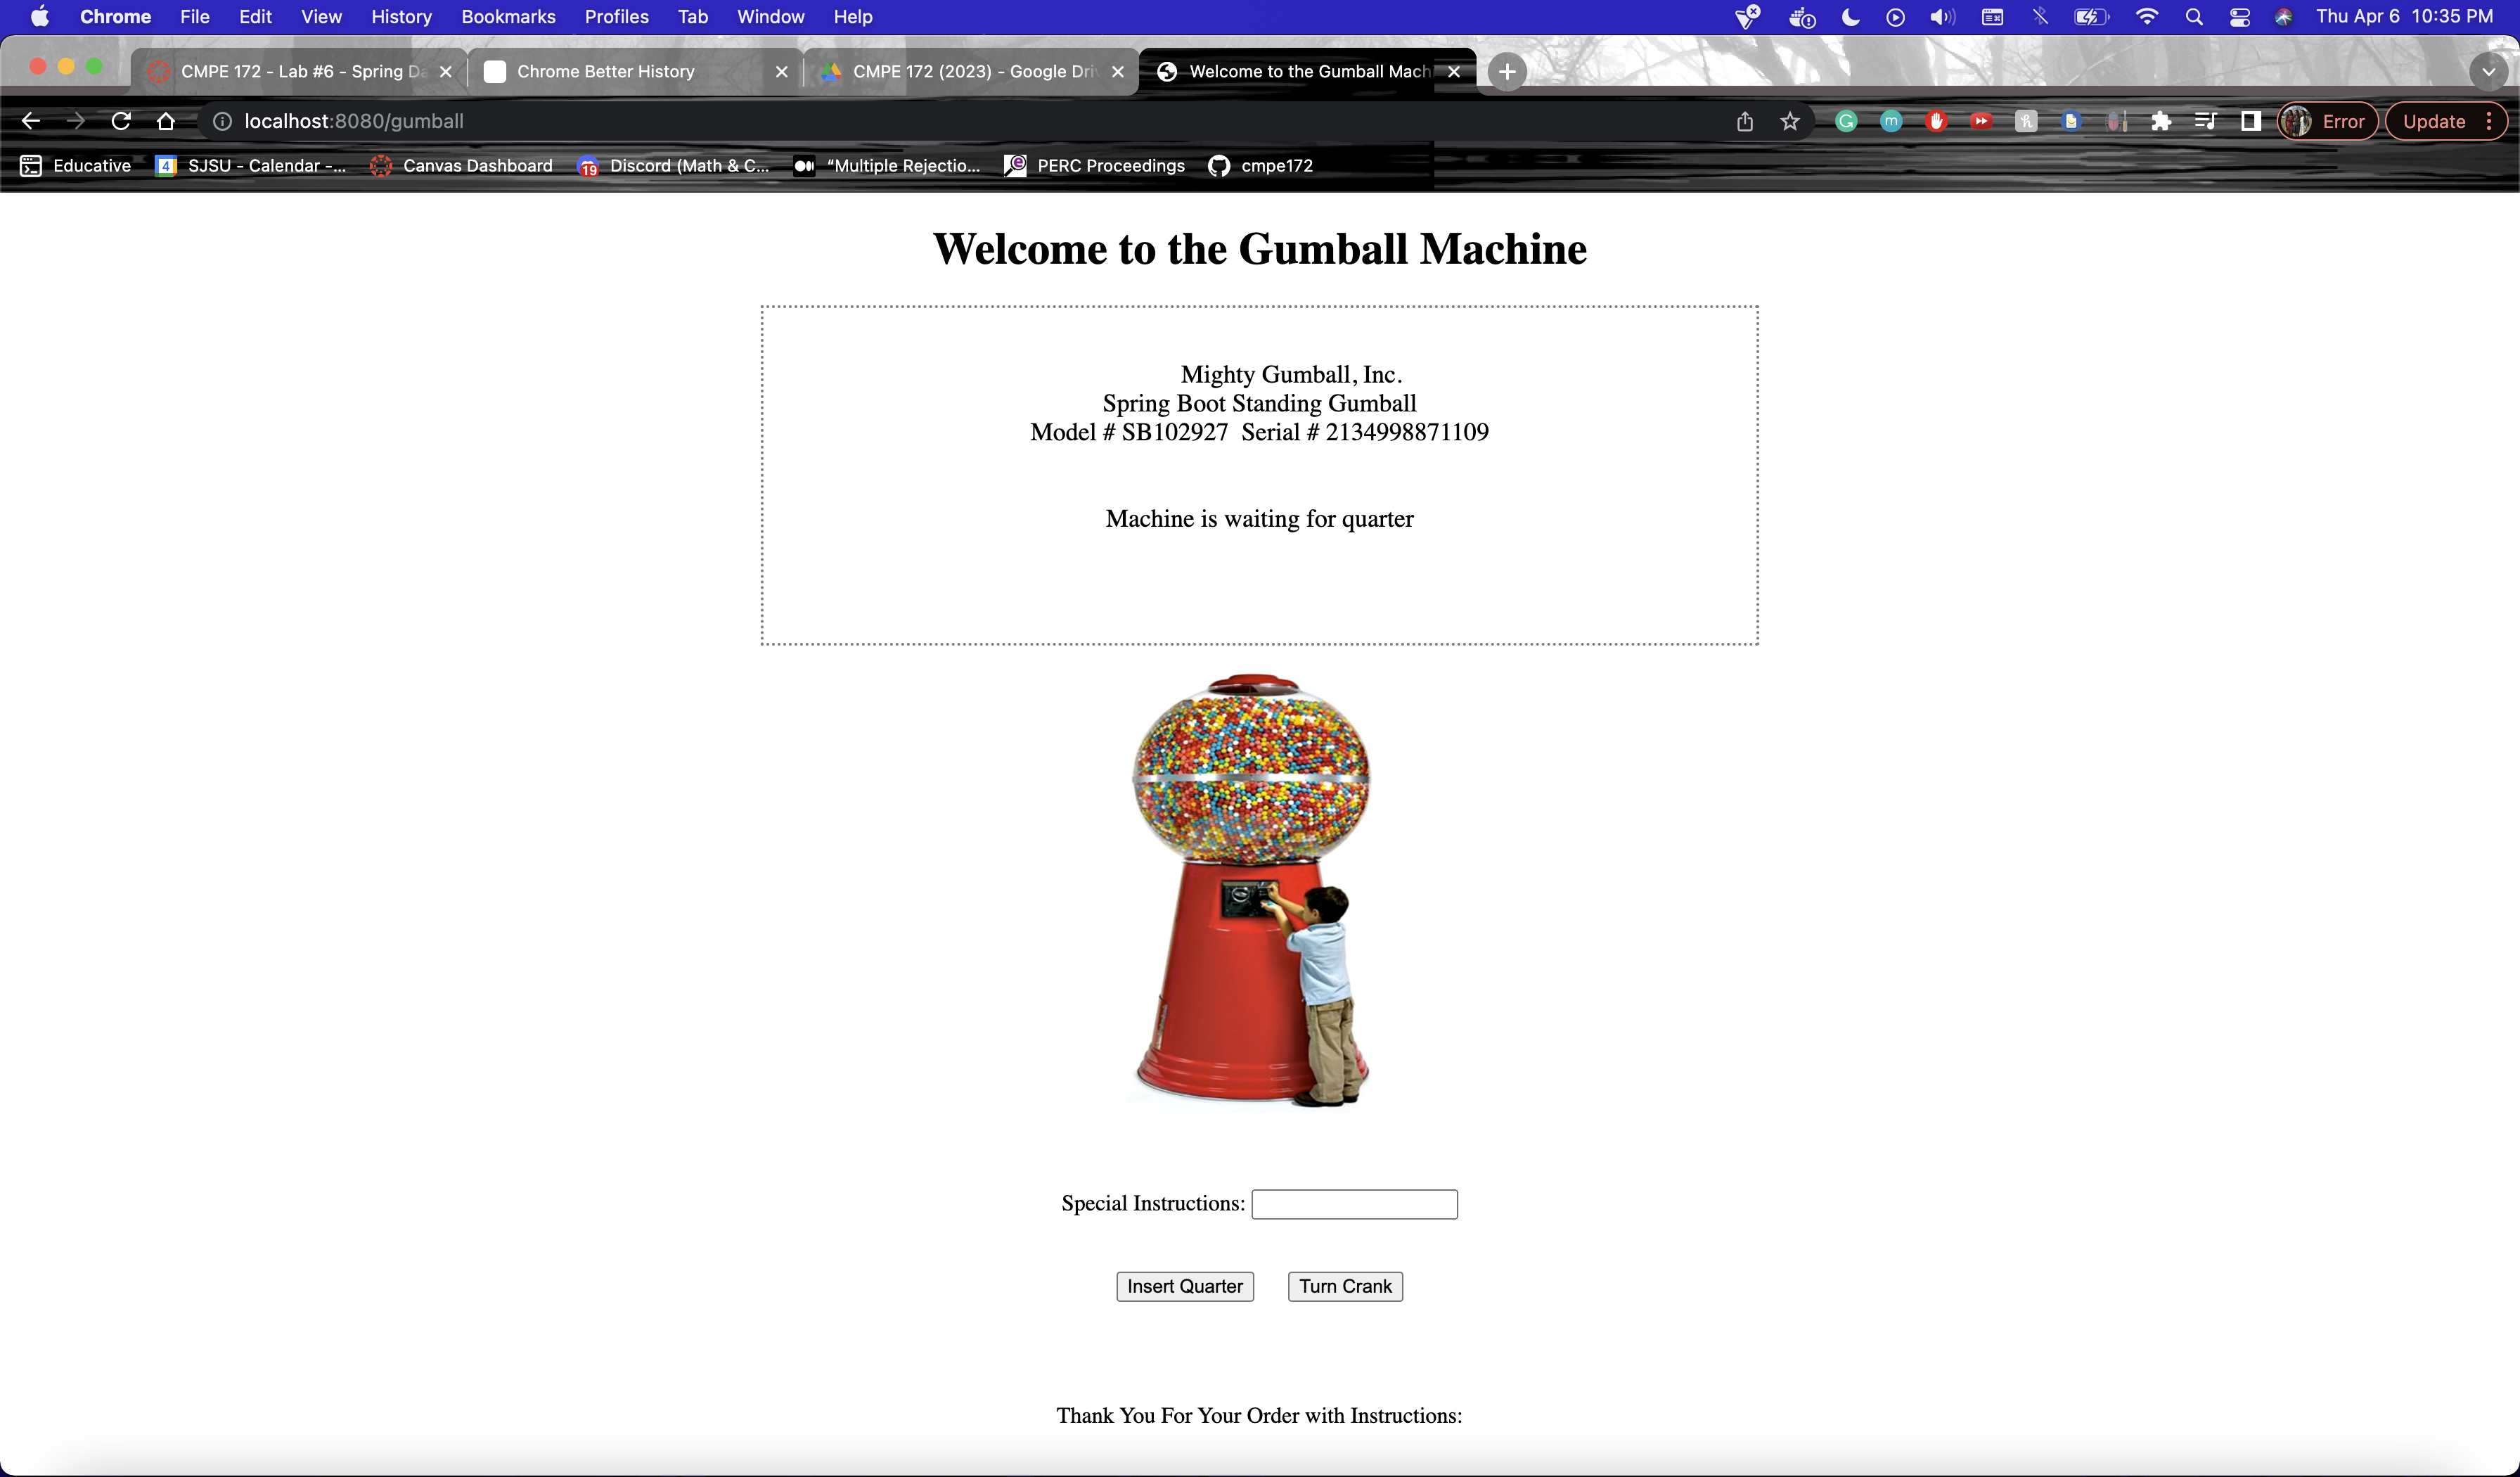 Chrome File Edit View History Bookmarks Profiles Tab Window Help Thu Apr 6 10:35 PM
CMPE 172 - Lab #6 - Spring Da Chrome Better History CMPE 172 (2023) - Google Driv Welcome to the Gumball Mach
localhost:8080/gumball Error Update
Educative 4 SJSU - Calendar -... Canvas Dashboard 19 Discord (Math & C... “Multiple Rejectio... PERC Proceedings cmpe172
Welcome to the Gumball Machine
Mighty Gumball, Inc.
Spring Boot Standing Gumball
Model # SB102927 Serial # 2134998871109
Machine is waiting for quarter
Special Instructions:
Insert Quarter Turn Crank
Thank You For Your Order with Instructions: